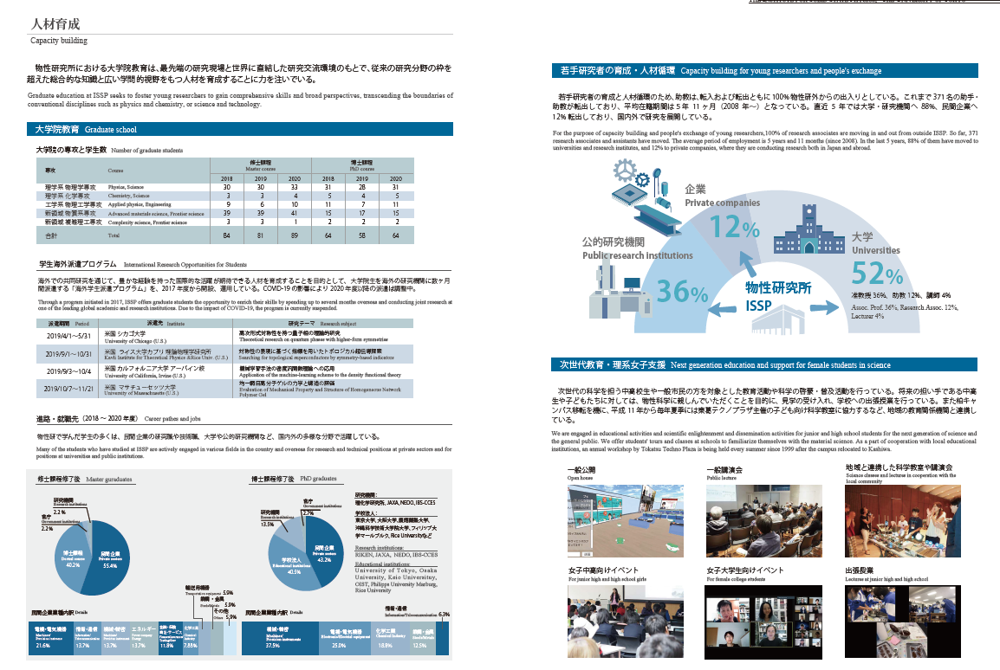 人材育成
Capacity building
物性研究所における大学院教育は、最先端の研究現場と世界に直結した研究交流環境のもとで、従来の研究分野の枠を
超えた総合的な知識と広い学問的視野をもつ人材を育成することに力を注いでいる。
Graduate education at ISSP seeks to foster young researchers to gain comprehensive skills and broad perspectives, transcending the boundaries of
conventional disciplines such as physics and chemistry, or science and technology.
大学院教育 Graduate school
大学院の専攻と学生数 Number of graduate students
専攻 Course 修士課程 Master course 博士課程 PhD course
2018 2019 2020 2018 2019 2020
理学系 物理学専攻 Physics, Science 30 30 33 31 28 31
理学系 化学専攻 Chemistry, Science 3 3 4 5 4 5
工学系 物理工学専攻 Applied physics, Engineering 9 6 10 11 7 11
新領域 物質系専攻 Advanced materials science, Frontier science 39 39 41 15 17 15
新領域 複雑理工専攻 Complexity science, Frontier science 3 3 1 2 2 2
合計 Total 84 81 89 64 58 64
学生海外派遣プログラム International Research Opportunities for Students
海外での共同研究を通じて、豊かな経験を持った国際的な活躍が期待できる人材を育成することを目的として、大学院生を海外の研究機関に数ヶ月
間派遣する「海外学生派遣プログラム」を、2017 年度から開設、運用している。COVID-19 の影響により 2020 年度以降の派遣は調整中。
Through a program initiated in 2017, ISSP offers graduate students the opportunity to enrich their skills by spending up to several months overseas and conducting joint research at
one of the leading global academic and research institutions. Due to the impact of COVID-19, the program is currently suspended.
派遣期間 Period 派遣先 Institute 研究テーマ Research subject
2019/4/1～5/31 米国 シカゴ大学 高次形式対称性を持つ量子相の理論的研究
University of Chicago (U.S.) Theoretical research on quantum phases with higher-form symmetries
2019/9/1～10/31 米国 ライス大学カブリ理論物理学研究所 対称性の表現に基づく指標を用いたトポロジカル超伝導探索
Kavli Institute for Theoretical Physics &Rice Univ. (U.S.) Searching for topological superconductors by symmetry-based indicators
2019/9/3～10/4 米国 カルフォルニア大学 アーバイン校 機械学習手法の密度汎関数理論への応用
University of California, Irvine (U.S.) Application of the machine-learning scheme to the density functional theory
2019/10/7～11/21 米国 マサチューセッツ大学 均一網目高分子ゲルの力学と構造の評価
University of Massachusetts (U.S.) Evaluation of Mechanical Property and Structure of Homogeneous Network
Polymer Gel
進路・就職先（2018 ～ 2020 年度） Career pathes and jobs
物性研で学んだ学生の多くは、民間企業の研究職や技術職、大学や公的研究機関など、国内外の多様な分野で活躍している。
Many of the students who have studied at ISSP are actively engaged in various fields in the country and overseas for research and technical positions at private sectors and for
positions at universities and public institutions.
修士課程修了後 Master guraduates
研究機関
Research institutions
2.2 %
官庁
Government institutions
2.2%
博士課程
Doctral course
40.2%
民間企業
Private sectors
55.4%
博士課程修了後 PhD graduates
官庁
Government institutions
2.7%
研究機関
Research institutions
13.5%
民間企業
Private sectors
43.2%
学校法人
Educational institutions
40.5%
研究機関：
理化学研究所, JAXA, NEDO, IBS-CCES
学校法人：
東京大学, 大阪大学,慶應義塾大学,
沖縄科学技術大学院大学, フィリップ大
学マールブルク, Rice Universityなど
Research institutions:
RIKEN, JAXA, NEDO, IBS-CCES
Educational institutions:
University of Tokyo, Osaka
University, Keio Universituy,
OIST, Philipps University Marburg,
Rice University
民間企業業種内訳 Details
輸送用機器
5.9%
鉄鋼・金属
5.9%
その他
Others 5.9%
電機・電気機器
21.6%
情報・通信
13.7%
機械・精密
13.7%
エネルギー
13.7%
11.8%
化学工業
7.88%
民間企業業種内訳 Details
情報・通信
Information/Telecommunication 6.3%
機械・精密
Precision instruments
37.5%
電機・電気機器
Electronics/Electrical equipment
25.0%
化学工業
Chemical Industry
18.8%
鉄鋼・金属
12.5%
若手研究者の育成・人材循環 Capacity building for young researchers and people's exchange
若手研究者の育成と人材循環のため、助教は、転入および転出ともに 100% 物性研外からの出入りとしている。これまで 371 名の助手・
助教が転出しており、平均在籍期間は 5 年 11 ヶ月（2008 年～）となっている。直近 5 年では大学・研究機関へ 88%、民間企業へ
12% 転出しており、国内外で研究を展開している。
For the purpose of capacity building and people's exchange of young researchers,100% of research associates are moving in and out from outside ISSP. So far, 371
research associates and assistants have moved. The average period of employment is 5 years and 11 months (since 2008). In the last 5 years, 88% of them have moved to
universities and research institutes, and 12% to private companies, where they are conducting research both in Japan and abroad.
企業
Private companies
12%
公的研究機関
Public research institutions
36%
大学
Universities
52%
准教授 36%, 助教 12%, 講師 4%
Assoc. Prof. 36%, Research Assoc. 12%,
Lecturer 4%
物性研究所
ISSP
次世代教育・理系女子支援 Next generation education and support for female students in science
次世代の科学を担う中高校生や一般市民の方を対象とした教育活動や科学の啓蒙・普及活動を行っている。将来の担い手である中高
生や子どもたちに対しては、物性科学に親しんでいただくことを目的に、見学の受け入れ、学校への出張授業を行っている。また柏キャ
ンパス移転を機に、平成 11 年から毎年夏季には東葛テクノプラザ主催の子ども向け科学教室に協力するなど、地域の教育関係機関と連携し
ている。
We are engaged in educational activities and scientific enlightenment and dissemination activities for junior and high school students for the next generation of science and
the general public. We offer students' tours and classes at schools to familiarize themselves with the material science. As a part of cooperation with local educational
institutions, an annual workshop by Tokatsu Techno Plaza is being held every summer since 1999 after the campus relocated to Kashiwa.
一般公開
Open house
一般講演会
Public lecture
地域と連携した科学教室や講演会
Science classes and lectures in cooperation with the
local community
女子中高向けイベント
For junior high and high school girls
女子大学生向けイベント
For female college students
出張授業
Lectures at junior high and high school